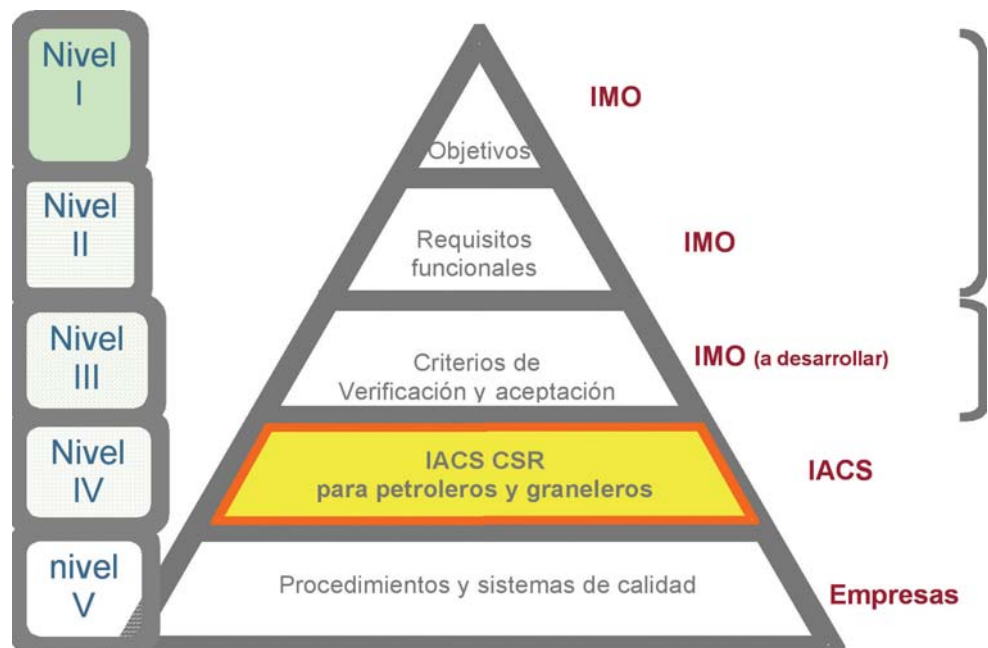 Nivel
I
IMO
Objetivos
Nivel
II
Requisitos
funcionales
IMO
Nivel
III
Criterios de
Verificación y aceptación
IMO (a desarrollar)
Nivel
IV
IACS CSR
para petroleros y graneleros
IACS
nivel
V
Procedimientos y sistemas de calidad
Empresas